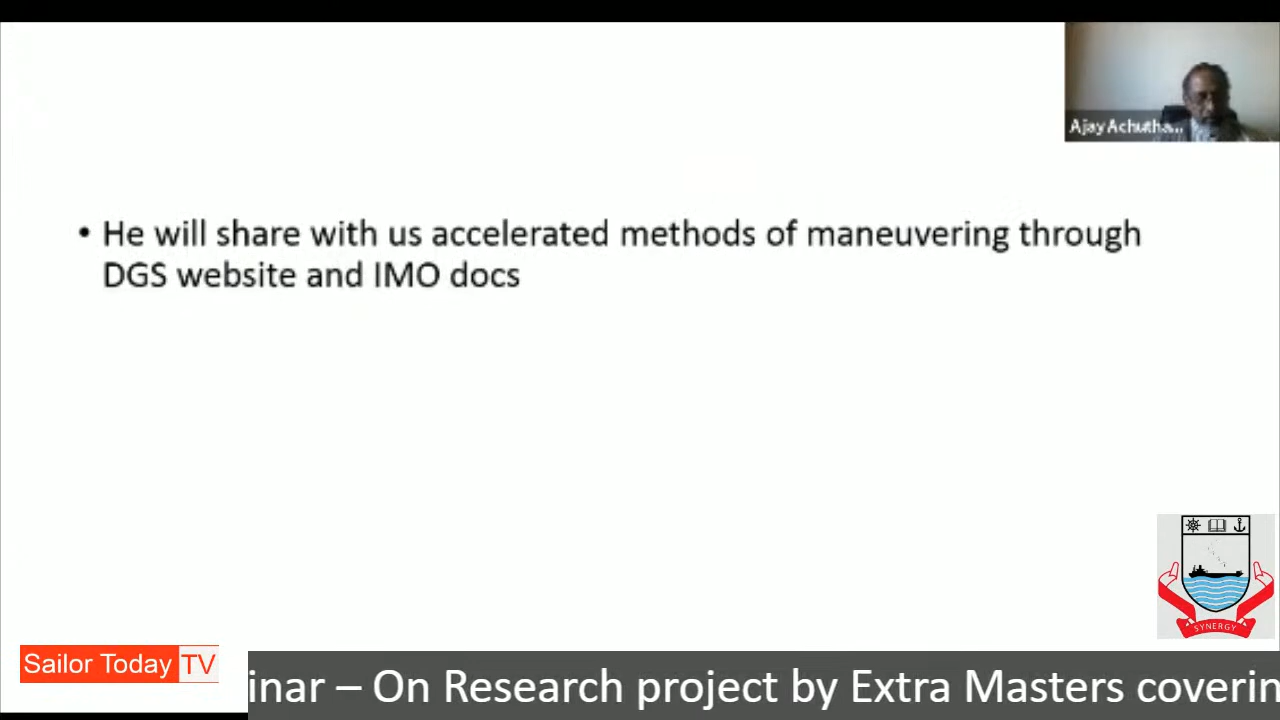 Ajay Achutha...
• He will share with us accelerated methods of maneuvering through
DGS website and IMO docs
SYNERGY
Sailor Today TV
inar – On Research project by Extra Masters coverin